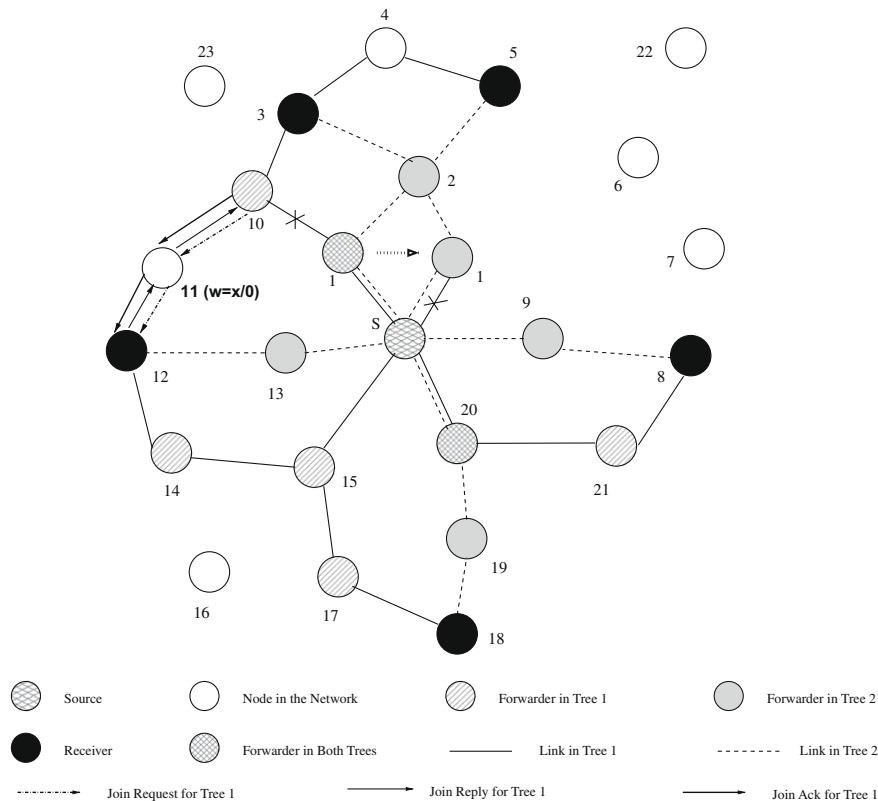 4
23
5
22
3
2
6
10
7
1
1
11 (w=x/0)
9
S
12
13
8
20
14
15
21
19
16
17
18
Source
Node in the Network
Forwarder in Tree 1
Forwarder in Tree 2
Receiver
Forwarder in Both Trees
Link in Tree 1
Link in Tree 2
Join Request for Tree 1
Join Reply for Tree 1
Join Ack for Tree 1